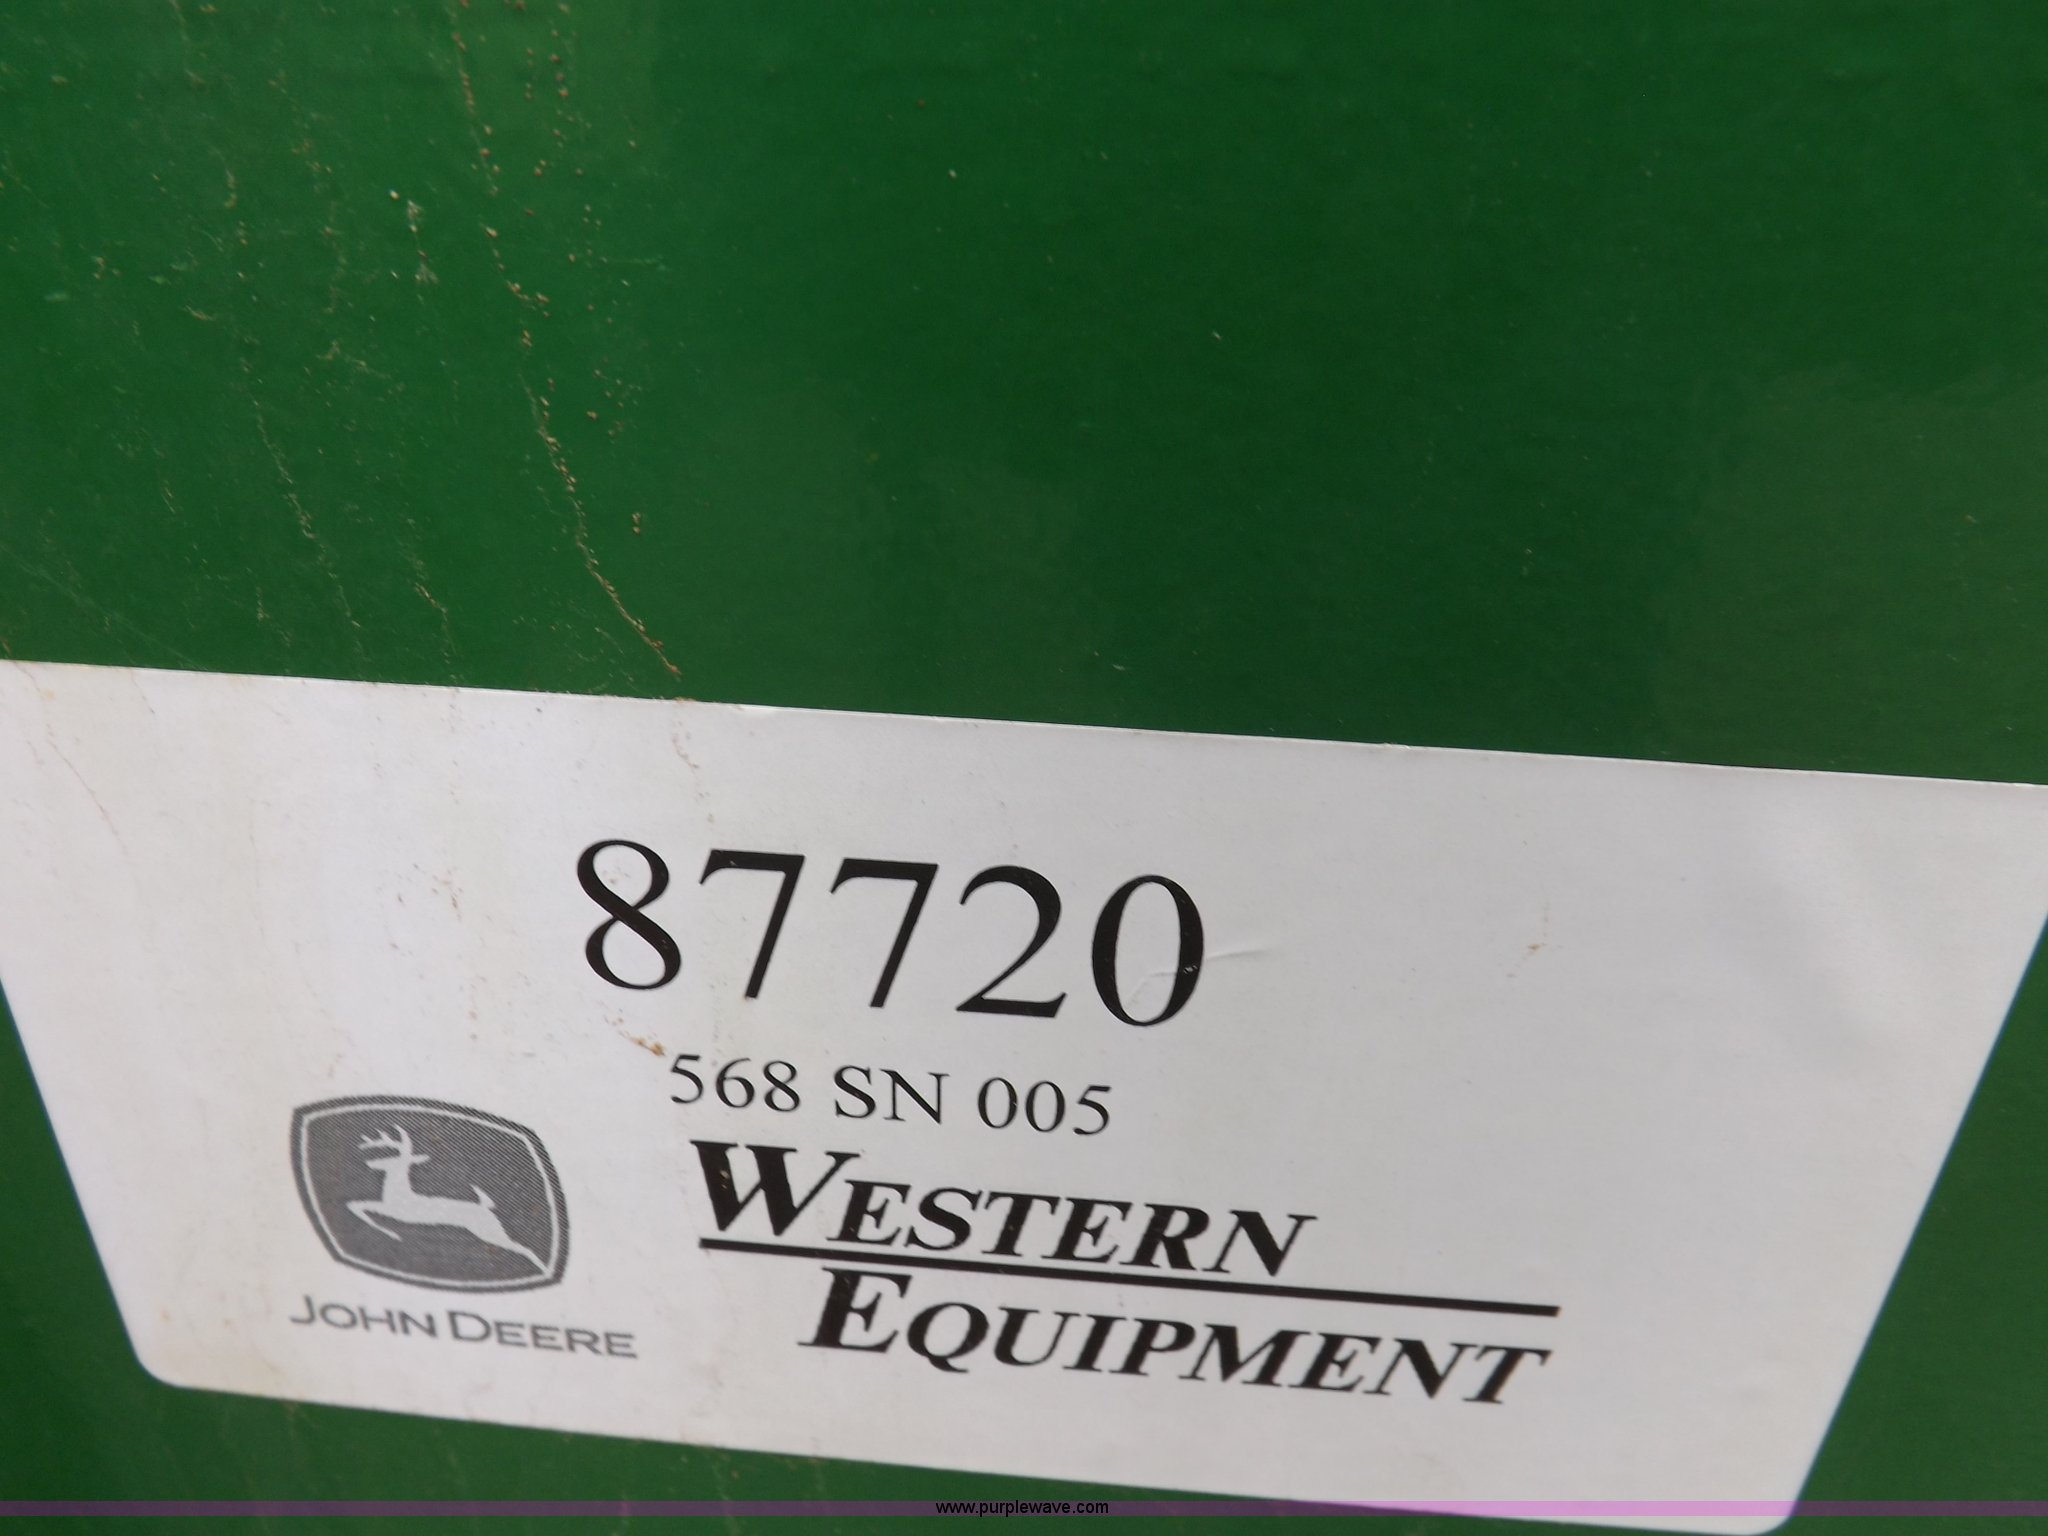 87720
568 SN 005
WESTERN
EQUIPMENT
JOHN DEERE
www.purplewave.com